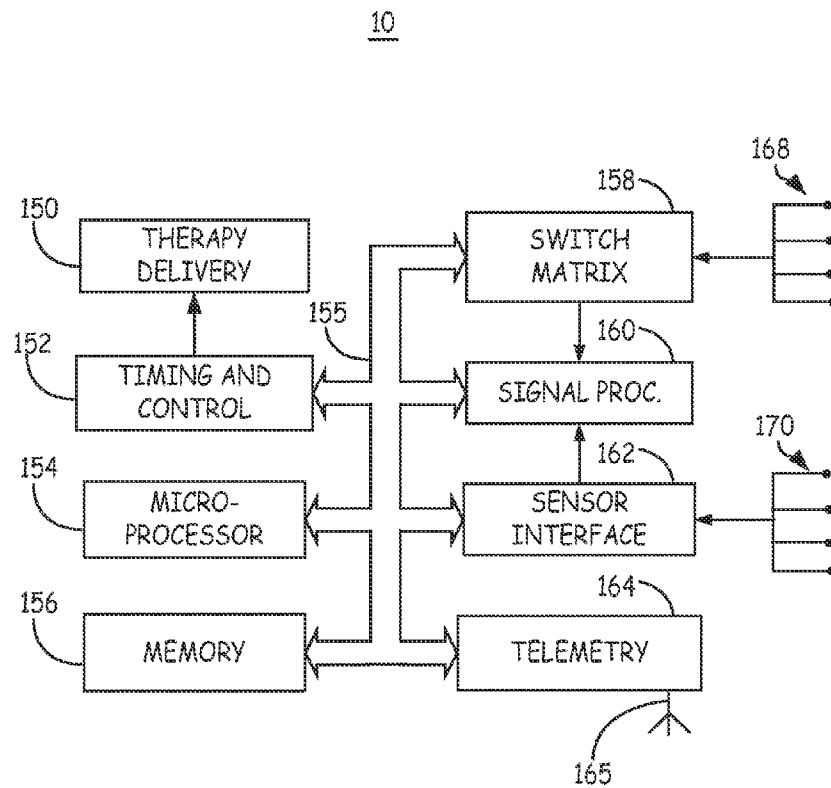 10
168
158
150
THERAPY
DELIVERY
SWITCH
MATRIX
155
152
160
TIMING AND
CONTROL
SIGNAL PROC.
170
154
162
MICRO-
PROCESSOR
SENSOR
INTERFACE
156
164
MEMORY
TELEMETRY
165